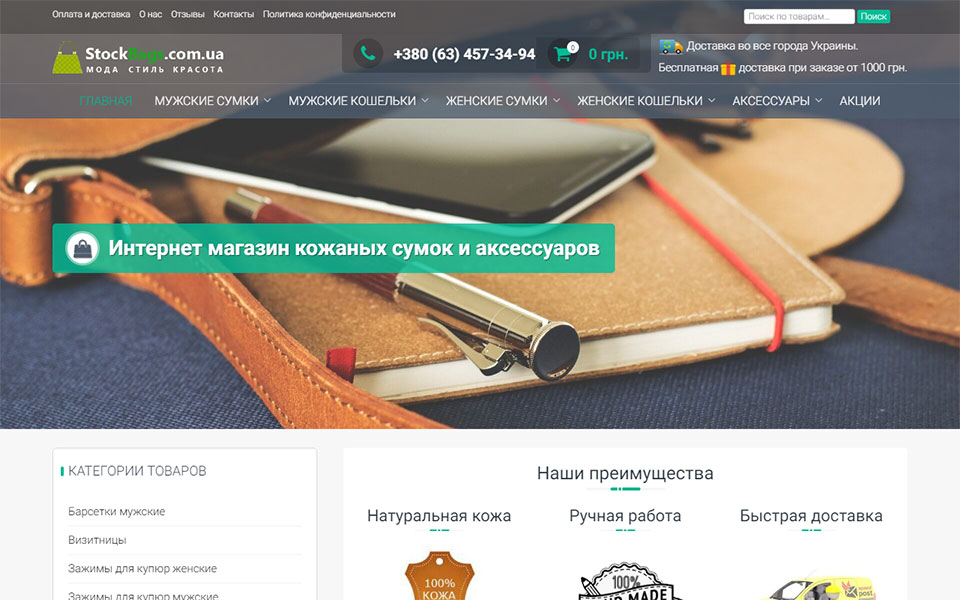 Оплата и доставка О нас Отзывы Контакты Политика конфиденциальности
Поиск по товарам... Поиск
StockBags.com.ua
МОДА СТИЛЬ КРАСОТА
+380 (63) 457-34-94
0
0 грн.
Доставка во все города Украины.
Бесплатная доставка при заказе от 1000 грн.
ГЛАВНАЯ МУЖСКИЕ СУМКИ МУЖСКИЕ КОШЕЛЬКИ ЖЕНСКИЕ СУМКИ ЖЕНСКИЕ КОШЕЛЬКИ АКСЕССУАРЫ АКЦИИ
Интернет магазин кожаных сумок и аксессуаров
КАТЕГОРИИ ТОВАРОВ
Барсетки мужские
Визитницы
Зажимы для купюр женские
Зажимы для купюр мужские
Наши преимущества
Натуральная кожа Ручная работа Быстрая доставка
100%
КОЖА
100%
MADE
post